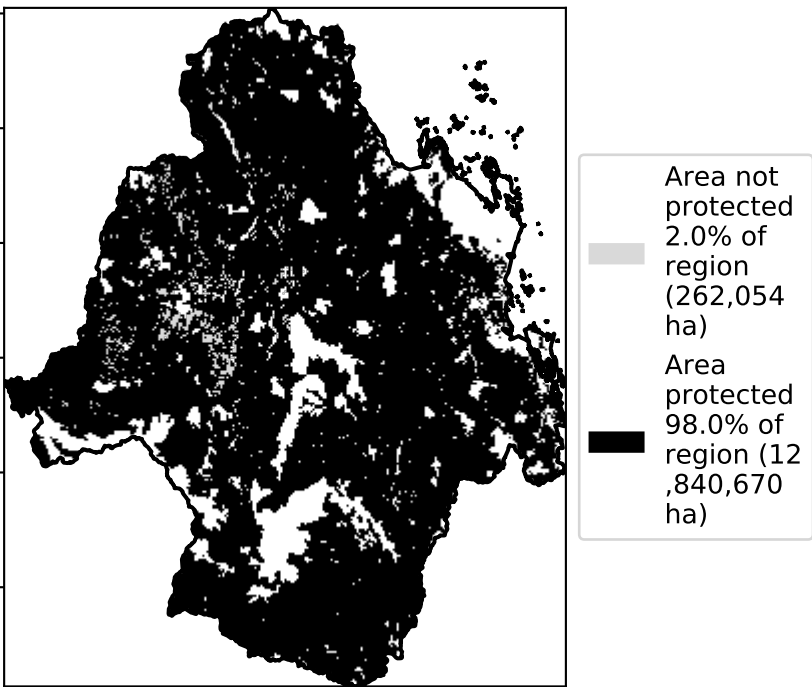 Area not
protected
2.0% of
region
(262,054
ha)
Area
protected
98.0% of
region (12
,840,670
ha)